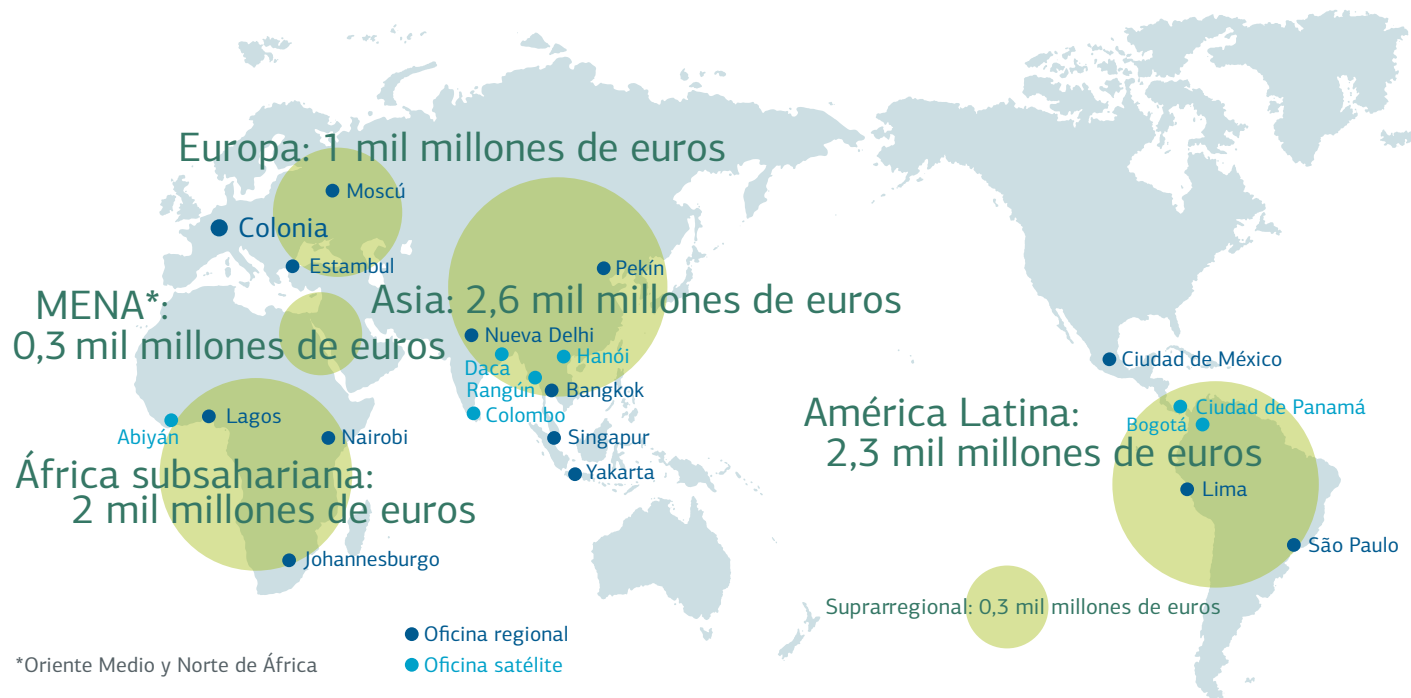 Europa: 1 mil millones de euros
Moscú
Colonia
Estambul
Pekín
MENA*:
0,3 mil millones de euros
Asia: 2,6 mil millones de euros
Nueva Delhi
Daca
Hanói
Rangún
Bangkok
Colombo
Singapur
Yakarta
Ciudad de México
América Latina:
2,3 mil millones de euros
Ciudad de Panamá
Bogotá
Lima
São Paulo
Abiyán
Lagos
Nairobi
África subsahariana:
2 mil millones de euros
Johannesburgo
Suprarregional: 0,3 mil millones de euros
Oficina regional
Oficina satélite
*Oriente Medio y Norte de África